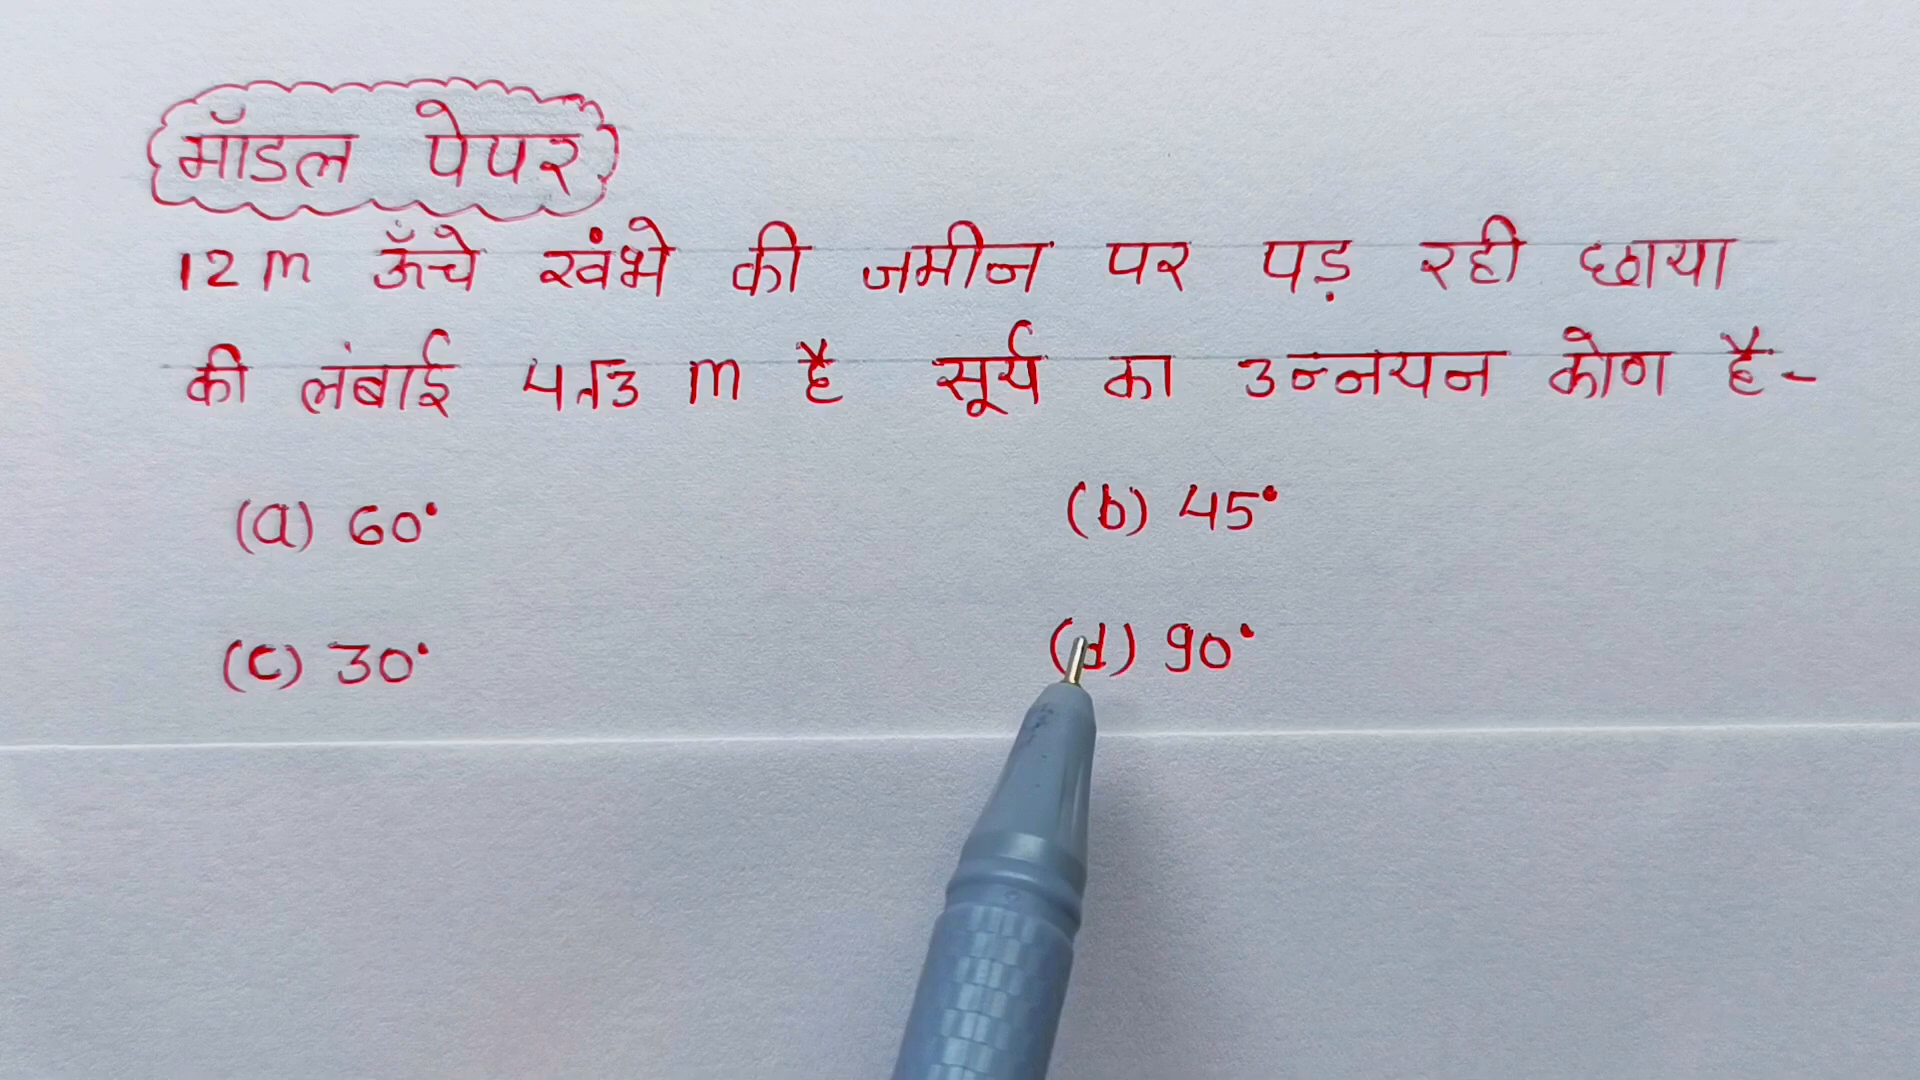 मॉडल पेपर
12 m ऊँचे खंभे की जमीन पर पड़ रही छाया
की लंबाई 4√3 m है सूर्य का उन्नयन कोण है-
(a) 60° (b) 45°
(c) 30° (d) 90°